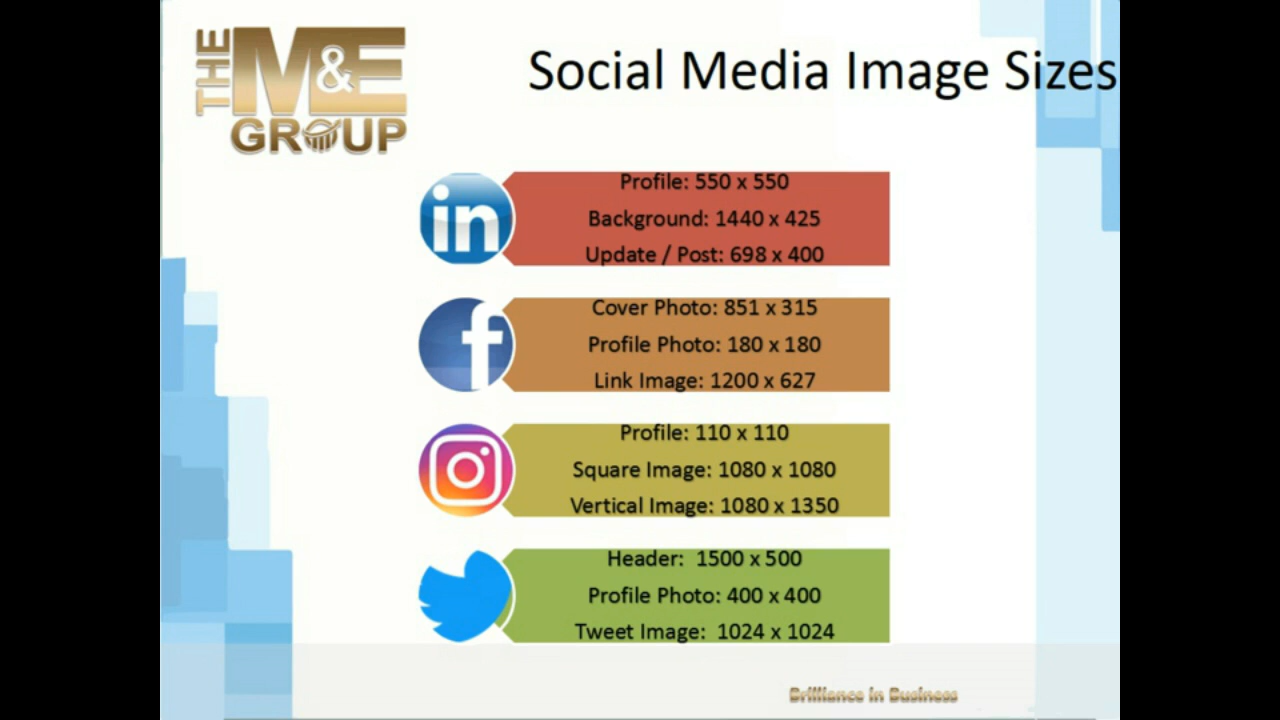 THE
M&E
GROUP
Social Media Image Sizes
in
Profile: 550 x 550
Background: 1440 x 425
Update / Post: 698 x 400
f
Cover Photo: 851 x 315
Profile Photo: 180 x 180
Link Image: 1200 x 627
Profile: 110 x 110
Square Image: 1080 x 1080
Vertical Image: 1080 x 1350
Header:  1500 x 500
Profile Photo: 400 x 400
Tweet Image:  1024 x 1024
Brilliance in Business